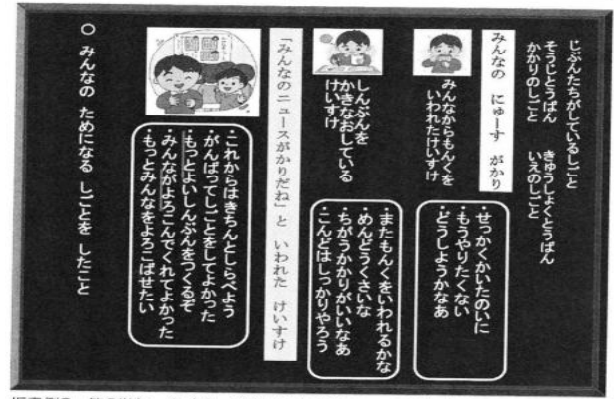 じぶんたちがしているしごと
そうじとうばん　きゅうしょくとうばん
かかりのしごと　いえのしごと
みんなの　にゅーす　がかり
みんなからもんくを
いわれたけいすけ
・せっかくかいたのに
・もうやりたくない
・どうしようかなあ
しんぶんを
かきなおしている
けいすけ
・またもんくをいわれるかな
・めんどうくさいな
・ちがうかかりがいいなあ
・こんどはしっかりやろう
「みんなのニュースがかりだね」と　いわれた　けいすけ
・これからはきちんとしらべよう
・がんばってしごとをしてよかった
・もっとよいしんぶんをつくるぞ
・みんながよろこんでくれてよかった
・もっとみんなをよろこばせたい
○　みんなの　ためになる　しごとを　したこと